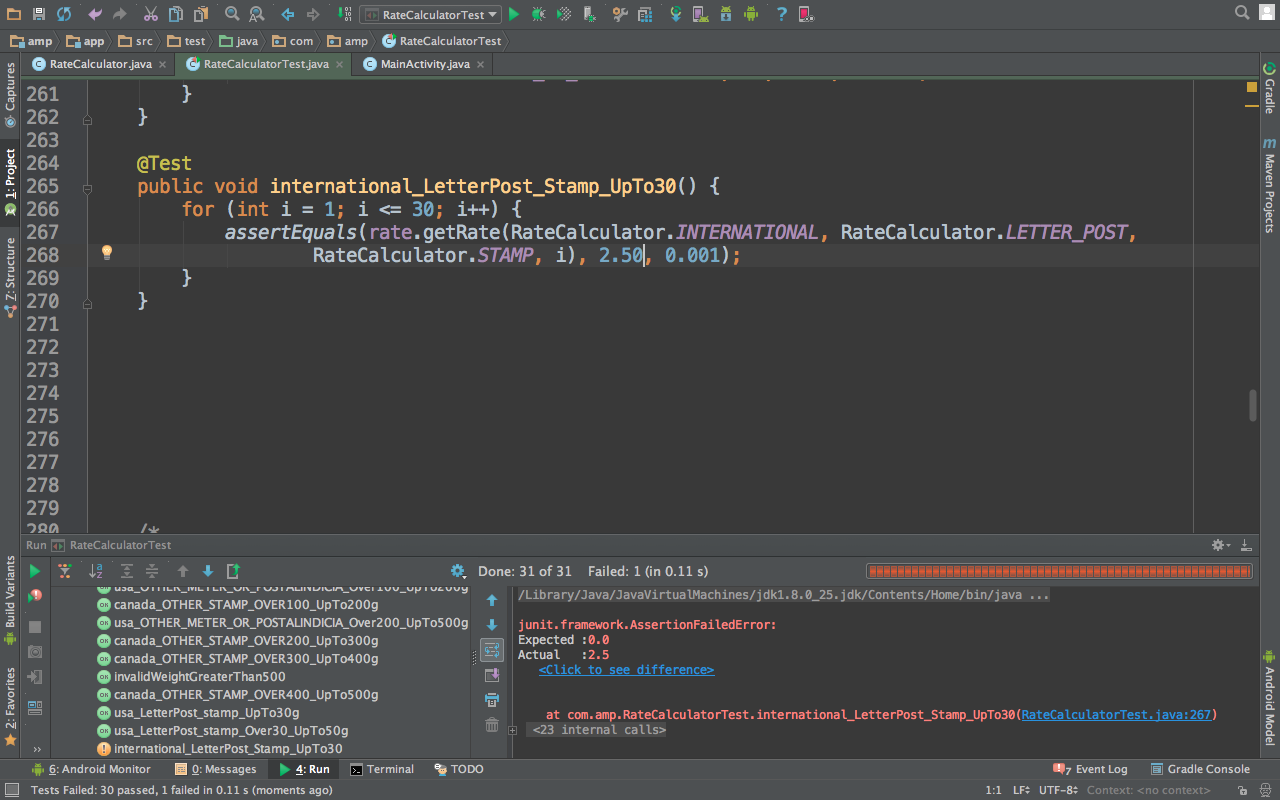 RateCalculatorTest
amp app src test java com amp RateCalculatorTest
RateCalculator.java RateCalculatorTest.java MainActivity.java
Captures
1: Project
7: Structure
Build Variants
2: Favorites
Gradle
Maven Projects
Android Model
261 }
262 }
263
264 @Test
265 public void international_LetterPost_Stamp_UpTo30() {
266 for (int i = 1; i <= 30; i++) {
267 assertEquals(rate.getRate(RateCalculator.INTERNATIONAL, RateCalculator.LETTER_POST,
268 RateCalculator.STAMP, i), 2.50, 0.001);
269 }
270 }
271
272
273
274
275
276
277
278
279
280 /*
Run RateCalculatorTest
Done: 31 of 31 Failed: 1 (in 0.11 s)
usa_OTHER_METER_OR_POSTALINDICIA_Over100_UpTo200g
canada_OTHER_STAMP_OVER100_UpTo200g
usa_OTHER_METER_OR_POSTALINDICIA_Over200_UpTo500g
canada_OTHER_STAMP_OVER200_UpTo300g
canada_OTHER_STAMP_OVER300_UpTo400g
invalidWeightGreaterThan500
canada_OTHER_STAMP_OVER400_UpTo500g
usa_LetterPost_stamp_UpTo30g
usa_LetterPost_stamp_Over30_UpTo50g
international_LetterPost_Stamp_UpTo30
/Library/Java/JavaVirtualMachines/jdk1.8.0_25.jdk/Contents/Home/bin/java ...
junit.framework.AssertionFailedError:
Expected :0.0
Actual :2.5
<Click to see difference>
at com.amp.RateCalculatorTest.international_LetterPost_Stamp_UpTo30(RateCalculatorTest.java:267)
<23 internal calls>
6: Android Monitor 0: Messages 4: Run Terminal TODO 7 Event Log Gradle Console
Tests Failed: 30 passed, 1 failed in 0.11 s (moments ago) 1:1 LF UTF-8 Context: <no context>